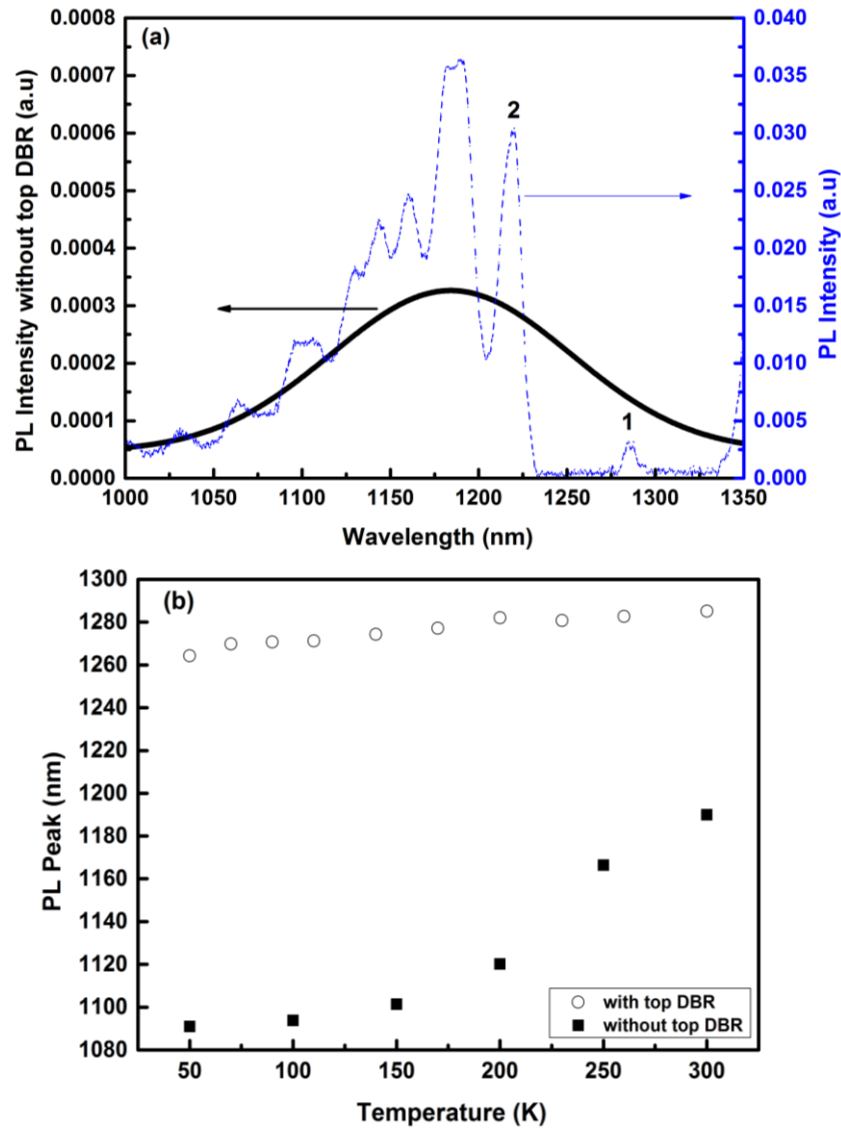 (a)
PL Intensity without top DBR (a.u)
0.0008
0.0007
0.0006
0.0005
0.0004
0.0003
0.0002
0.0001
0.0000
2
1
0.040
0.035
0.030
0.025
0.020
0.015
0.010
0.005
0.000
PL Intensity (a.u)
1000 1050 1100 1150 1200 1250 1300 1350
Wavelength (nm)
(b)
PL Peak (nm)
1300
1280
1260
1240
1220
1200
1180
1160
1140
1120
1100
1080
with top DBR
without top DBR
50 100 150 200 250 300
Temperature (K)